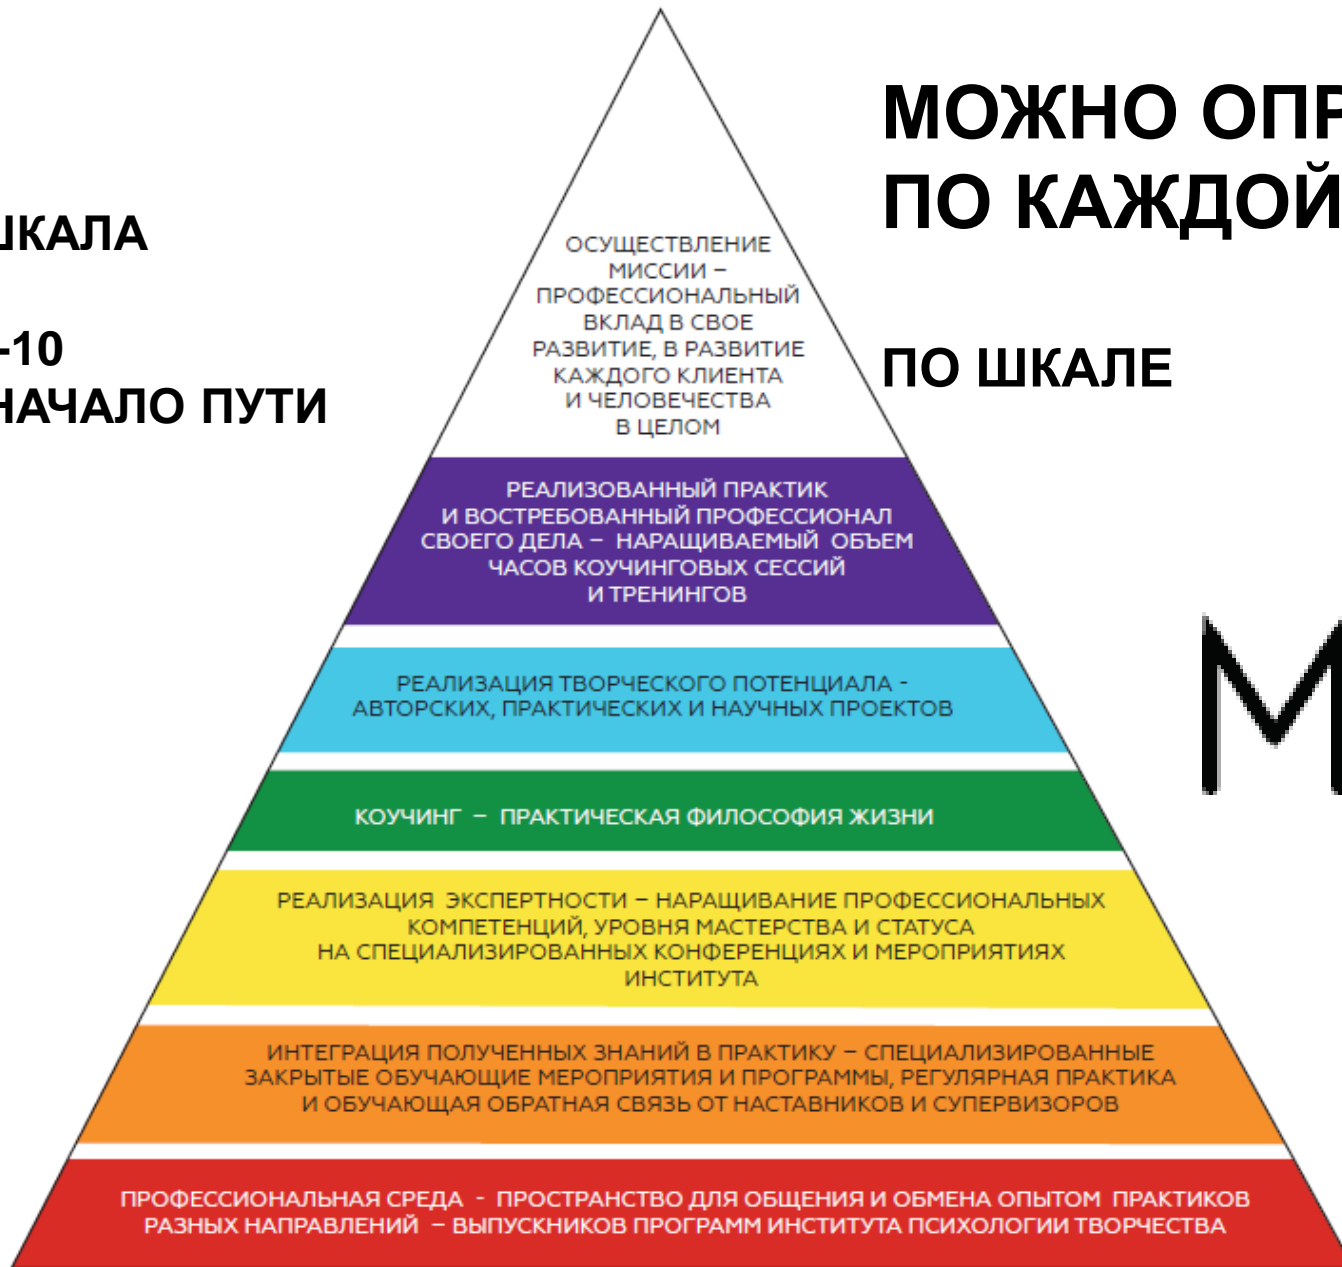 МОЖНО ОПР
ПО КАЖДОЙ
ШКАЛА
-10
НАЧАЛО ПУТИ
ПО ШКАЛЕ
ОСУЩЕСТВЛЕНИЕ
МИССИИ –
ПРОФЕССИОНАЛЬНЫЙ
ВКЛАД В СВОЕ
РАЗВИТИЕ, В РАЗВИТИЕ
КАЖДОГО КЛИЕНТА
И ЧЕЛОВЕЧЕСТВА
В ЦЕЛОМ
РЕАЛИЗОВАННЫЙ ПРАКТИК
И ВОСТРЕБОВАННЫЙ ПРОФЕССИОНАЛ
СВОЕГО ДЕЛА – НАРАЩИВАЕМЫЙ ОБЪЕМ
ЧАСОВ КОУЧИНГОВЫХ СЕССИЙ
И ТРЕНИНГОВ
РЕАЛИЗАЦИЯ ТВОРЧЕСКОГО ПОТЕНЦИАЛА -
АВТОРСКИХ, ПРАКТИЧЕСКИХ И НАУЧНЫХ ПРОЕКТОВ
М
КОУЧИНГ – ПРАКТИЧЕСКАЯ ФИЛОСОФИЯ ЖИЗНИ
РЕАЛИЗАЦИЯ ЭКСПЕРТНОСТИ – НАРАЩИВАНИЕ ПРОФЕССИОНАЛЬНЫХ
КОМПЕТЕНЦИЙ, УРОВНЯ МАСТЕРСТВА И СТАТУСА
НА СПЕЦИАЛИЗИРОВАННЫХ КОНФЕРЕНЦИЯХ И МЕРОПРИЯТИЯХ
ИНСТИТУТА
ИНТЕГРАЦИЯ ПОЛУЧЕННЫХ ЗНАНИЙ В ПРАКТИКУ – СПЕЦИАЛИЗИРОВАННЫЕ
ЗАКРЫТЫЕ ОБУЧАЮЩИЕ МЕРОПРИЯТИЯ И ПРОГРАММЫ, РЕГУЛЯРНАЯ ПРАКТИКА
И ОБУЧАЮЩАЯ ОБРАТНАЯ СВЯЗЬ ОТ НАСТАВНИКОВ И СУПЕРВИЗОРОВ
ПРОФЕССИОНАЛЬНАЯ СРЕДА - ПРОСТРАНСТВО ДЛЯ ОБЩЕНИЯ И ОБМЕНА ОПЫТОМ ПРАКТИКОВ
РАЗНЫХ НАПРАВЛЕНИЙ – ВЫПУСКНИКОВ ПРОГРАММ ИНСТИТУТА ПСИХОЛОГИИ ТВОРЧЕСТВА